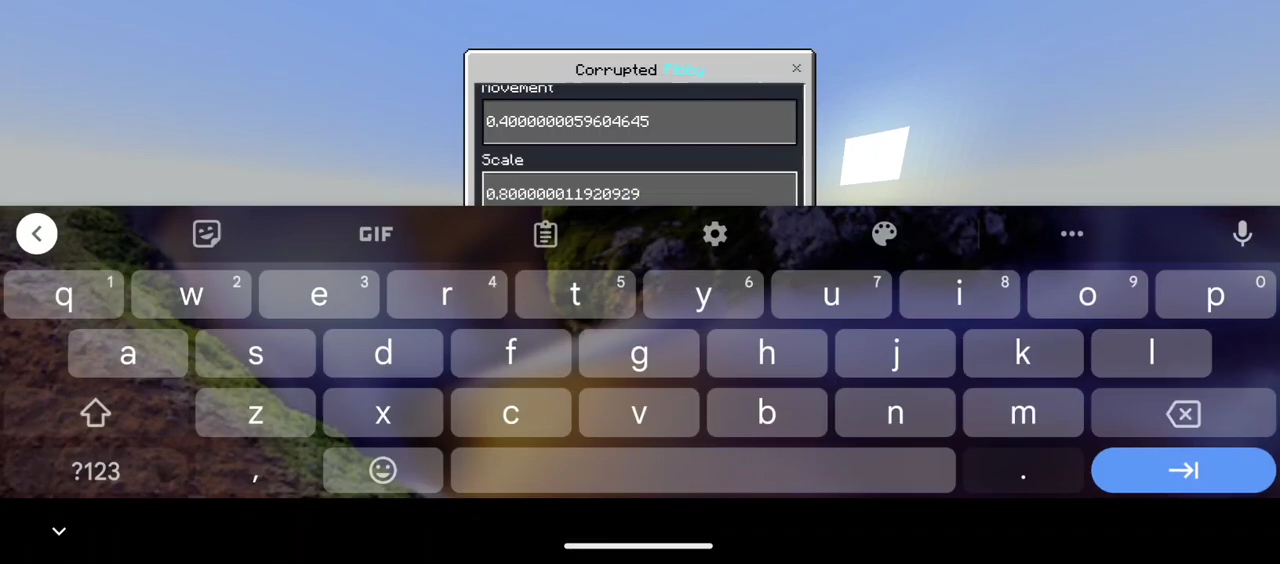 Corrupted Pibby
Movement
0.4000000059604645
Scale
0.800000011920929
GIF
q 1 w 2 e 3 r 4 t 5 y 6 u 7 i 8 o 9 p 0
a s d f g h j k l
z x c v b n m
?123 , .